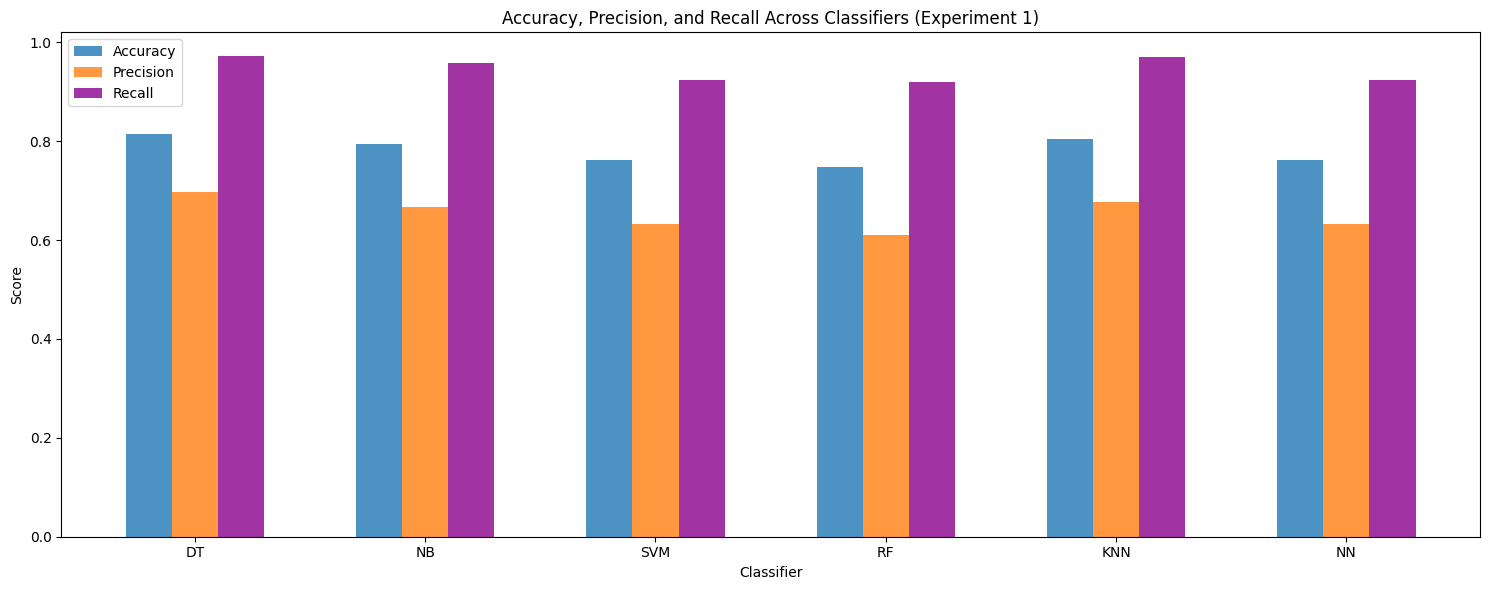 Accuracy, Precision, and Recall Across Classifiers (Experiment 1)
Accuracy
Precision
Recall
1.0
0.8
0.6
0.4
0.2
0.0
Score
DT NB SVM RF KNN NN
Classifier